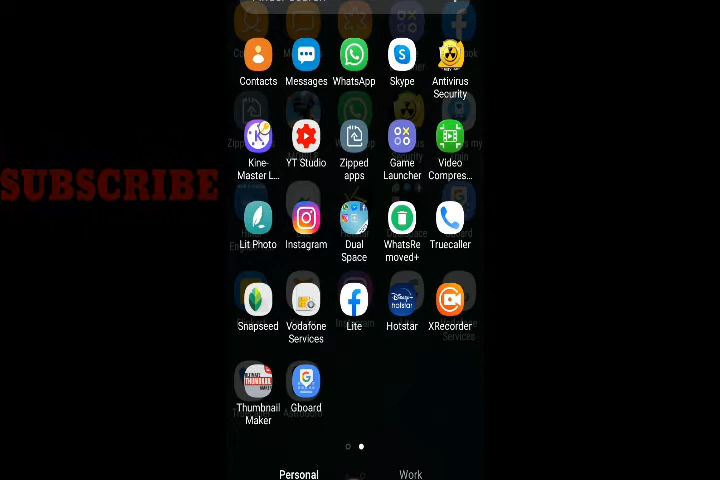 Contacts Messages WhatsApp Skype Antivirus
Security
Kine-
Master L... YT Studio Zipped
apps Game
Launcher Video
Compres...
Lit Photo Instagram Dual
Space WhatsRe
moved+ Truecaller
SUBSCRIBE
Snapseed Vodafone
Services Lite Hotstar XRecorder
Thumbnail
Maker Gboard
Personal Work